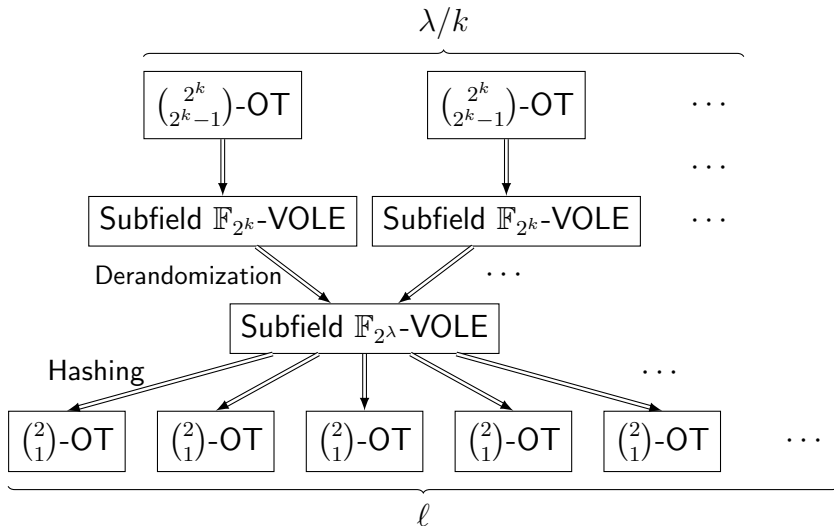 λ/k
(2^k choose 2^k−1)-OT (2^k choose 2^k−1)-OT ···
···
Subfield 𝔽_{2^k}-VOLE Subfield 𝔽_{2^k}-VOLE ···
Derandomization ···
Subfield 𝔽_{2^λ}-VOLE
Hashing ···
(2 choose 1)-OT (2 choose 1)-OT (2 choose 1)-OT (2 choose 1)-OT (2 choose 1)-OT ···
ℓ